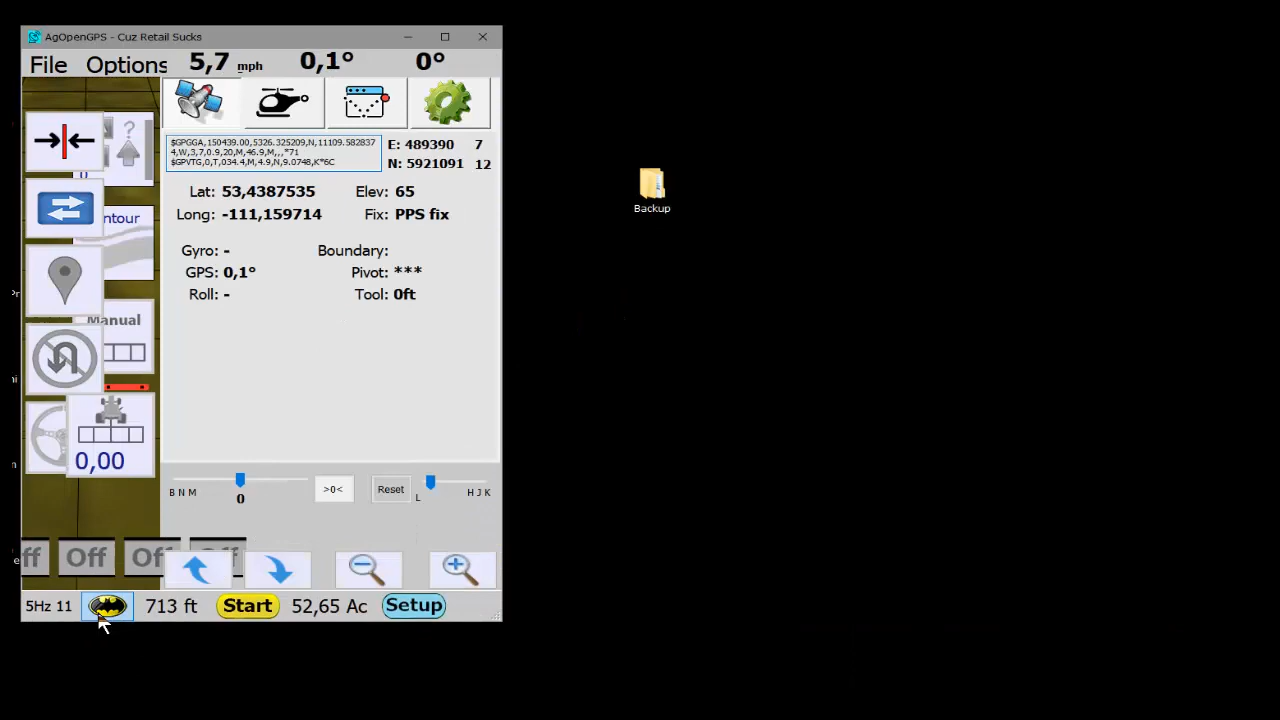 AgOpenGPS - Cuz Retail Sucks
File Options 5,7 mph 0,1° 0°
$GPGGA,150439.00,5326.325209,N,11109.582837
4,W,3,7,0.9,20,M,46.9,M,,,*71
$GPVTG,0,T,034.4,M,4.9,N,9.0748,K*6C
E: 489390 7
N: 5921091 12
Lat: 53,4387535 Elev: 65
Long: -111,159714 Fix: PPS fix
Gyro: - Boundary:
GPS: 0,1° Pivot: ***
Roll: - Tool: 0ft
?
0
ntour
Manual
0,00
B N M 0 >0< Reset L H J K
ff Off Off Off
5Hz 11 713 ft Start 52,65 Ac Setup
Backup